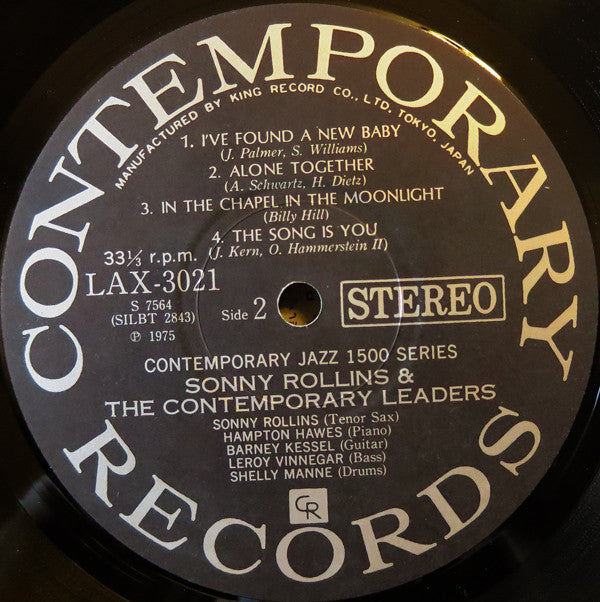 CONTEMPORARY
MANUFACTURED BY KING RECORD CO., LTD. TOKYO, JAPAN
1. I'VE FOUND A NEW BABY
(J. Palmer, S. Williams)
2. ALONE TOGETHER
(A. Schwartz, H. Dietz)
3. IN THE CHAPEL IN THE MOONLIGHT
(Billy Hill)
4. THE SONG IS YOU
(J. Kern, O. Hammerstein II)
33⅓ r.p.m.
LAX-3021
S 7564
(SILBT 2843)
℗ 1975
Side 2
STEREO
CONTEMPORARY JAZZ 1500 SERIES
SONNY ROLLINS &
THE CONTEMPORARY LEADERS
SONNY ROLLINS (Tenor Sax)
HAMPTON HAWES (Piano)
BARNEY KESSEL (Guitar)
LEROY VINNEGAR (Bass)
SHELLY MANNE (Drums)
CR
RECORDS